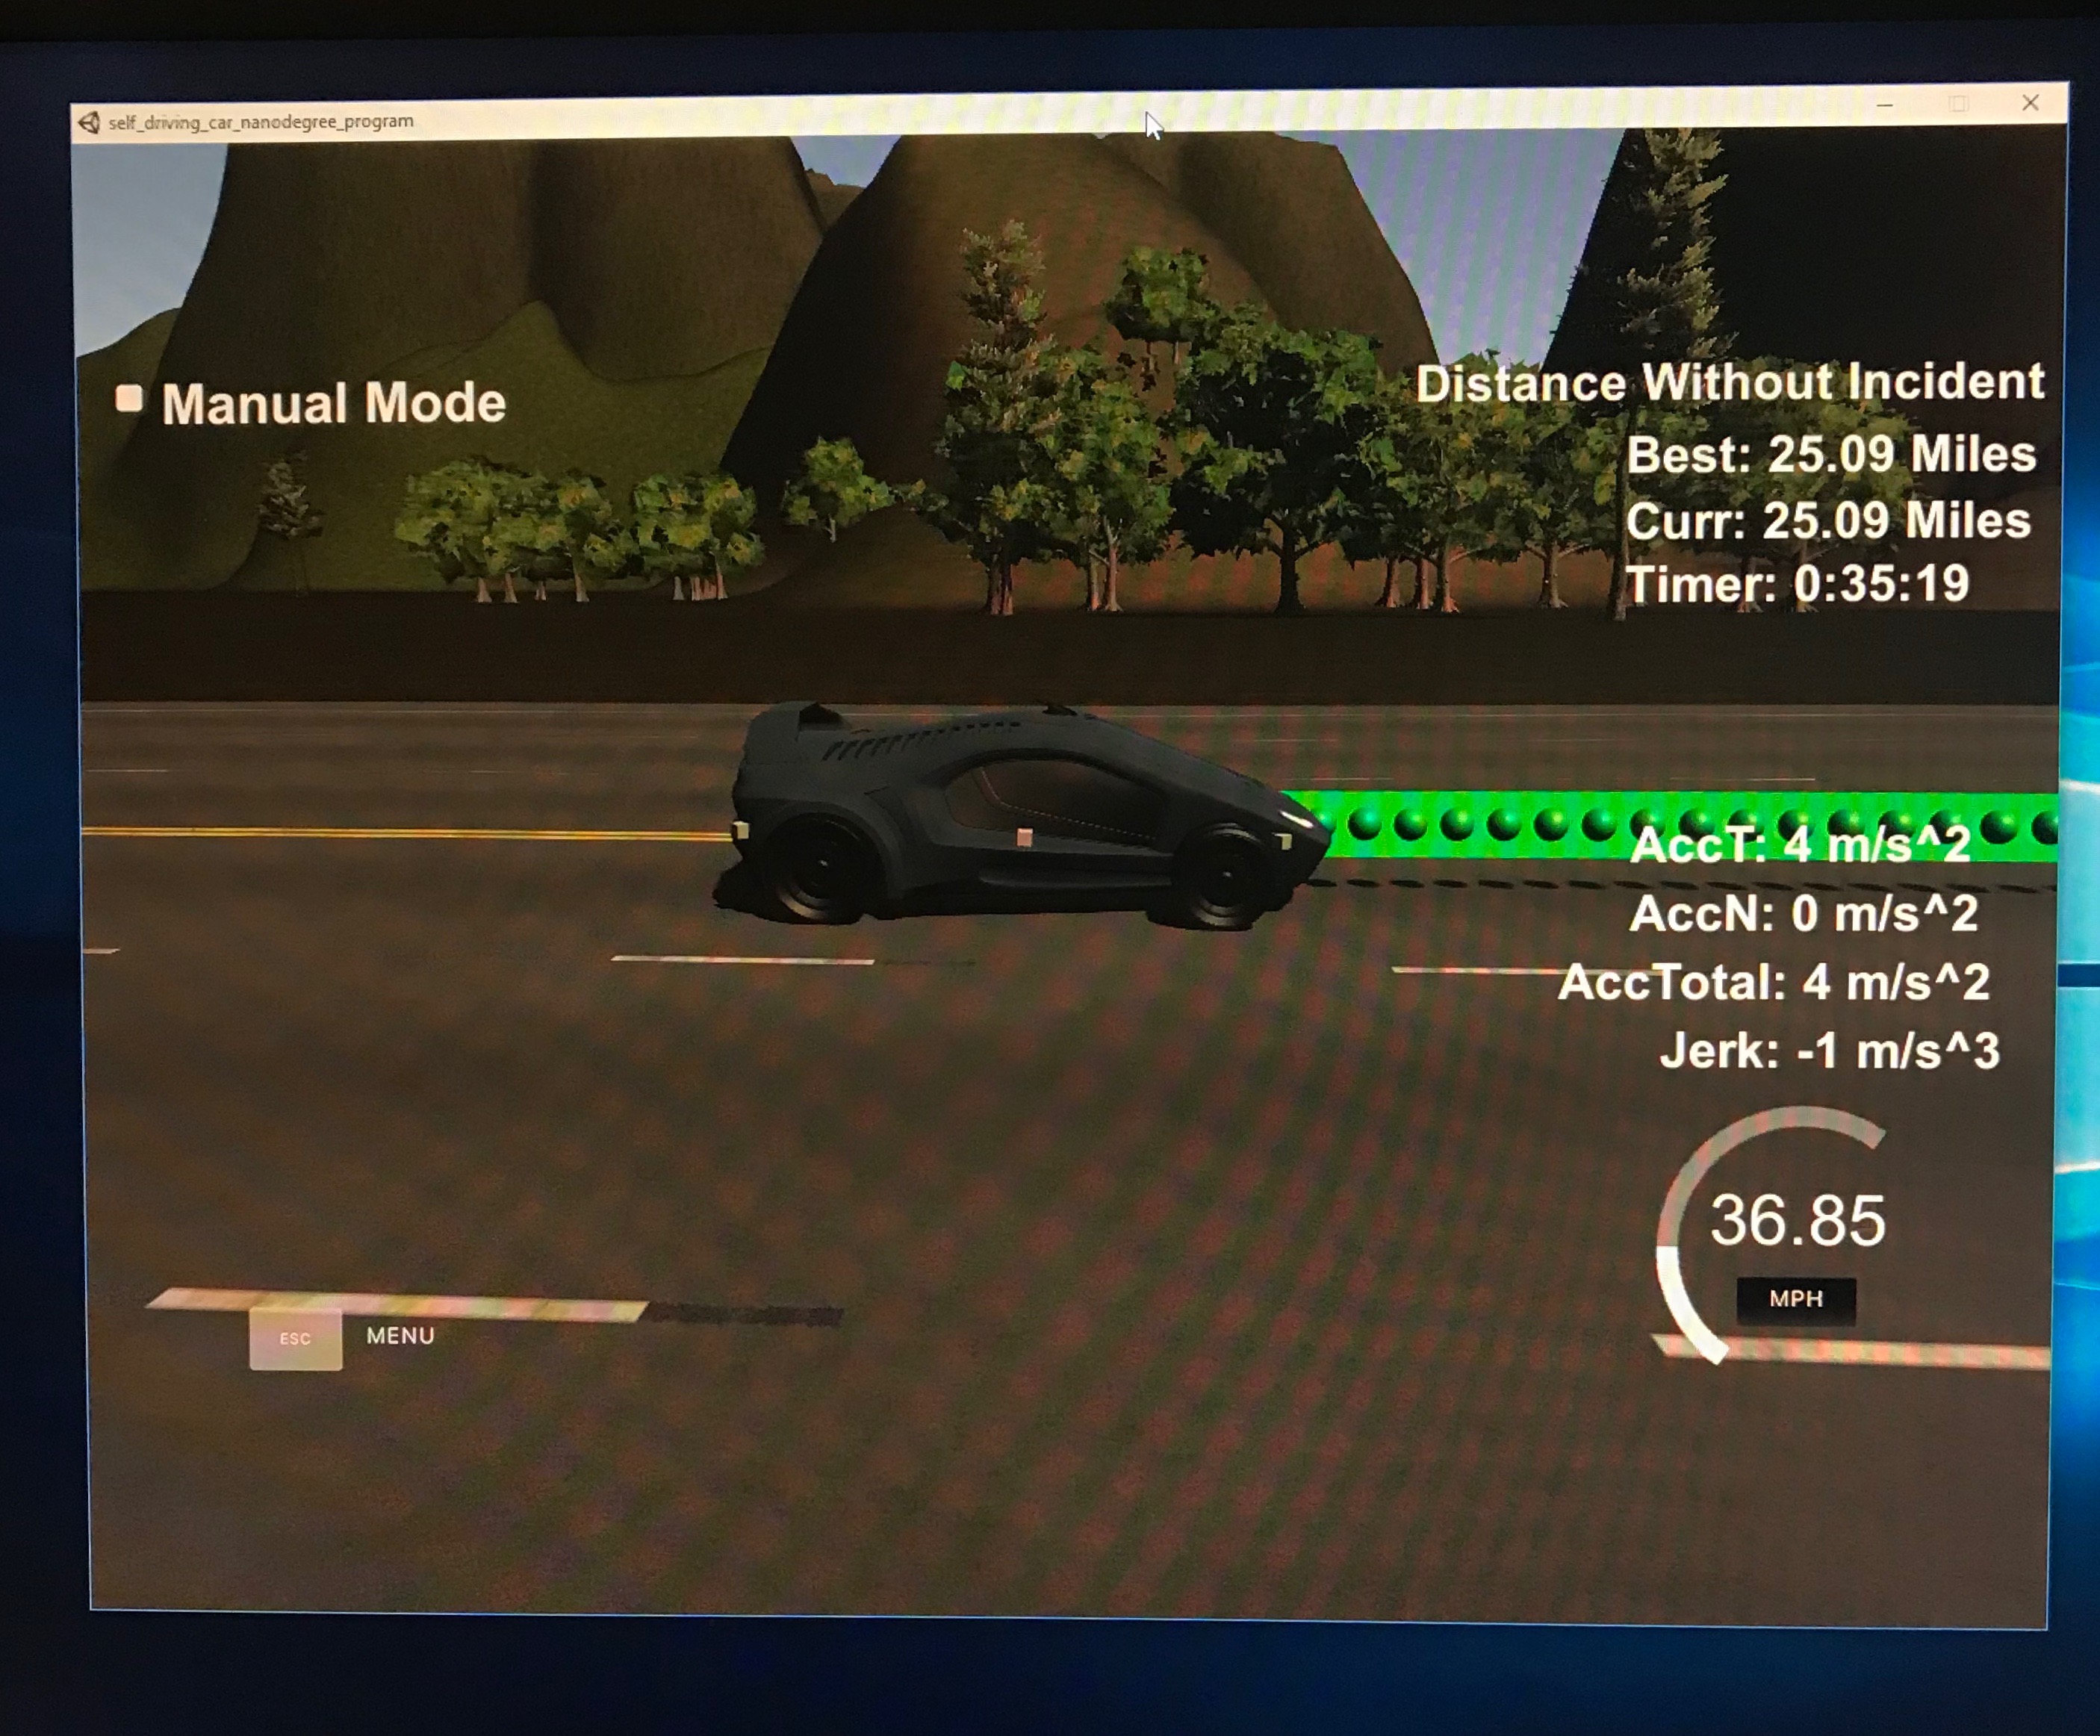 self_driving_car_nanodegree_program
Manual Mode
Distance Without Incident
Best: 25.09 Miles
Curr: 25.09 Miles
Timer: 0:35:19
AccT: 4 m/s^2
AccN: 0 m/s^2
AccTotal: 4 m/s^2
Jerk: -1 m/s^3
36.85
MPH
ESC MENU